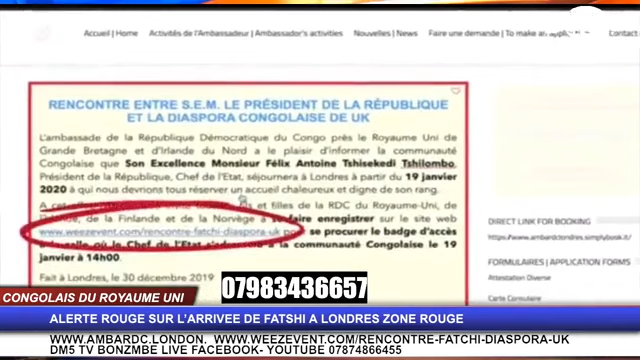 Accueil | Home Activités de l'Ambassadeur | Ambassador's activities Nouvelles | News Faire une demande | To make an Contacts
RENCONTRE ENTRE S.E.M. LE PRÉSIDENT DE LA RÉPUBLIQUE
ET LA DIASPORA CONGOLAISE DE UK
L'ambassade de la République Démocratique du Congo près le Royaume Uni de
Grande Bretagne et d'Irlande du Nord a le plaisir d'informer la communauté
Congolaise que Son Excellence Monsieur Félix Antoine Tshisekedi Tshilombo,
Président de la République, Chef de l'Etat, séjournera à Londres à partir du 19 janvier
2020 à qui nous devrions tous réserver un accueil chaleureux et digne de son rang.
A cet et filles de la RDC du Royaume-Uni, de
de la Finlande et de la Norvège à se faire enregistrer sur le site web
www.weezevent.com/rencontre-fatchi-diaspora-uk se procurer le badge d'accès
où le Chef de l'Etat la communauté Congolaise le 19
janvier à 14h00.
Fait à Londres, le 30 décembre 2019
DIRECT LINK FOR BOOKING
https://www.ambardclondres.simplybook.it/
FORMULAIRES | APPLICATION FORMS
Attestation Diverse
Carte Consulaire
07983436657
CONGOLAIS DU ROYAUME UNI
ALERTE ROUGE SUR L'ARRIVEE DE FATSHI A LONDRES ZONE ROUGE
WWW.AMBARDC.LONDON. WWW.WEEZEVENT.COM/RENCONTRE-FATCHI-DIASPORA-UK
DM5 TV BONZMBE LIVE FACEBOOK- YOUTUBE 07874866455